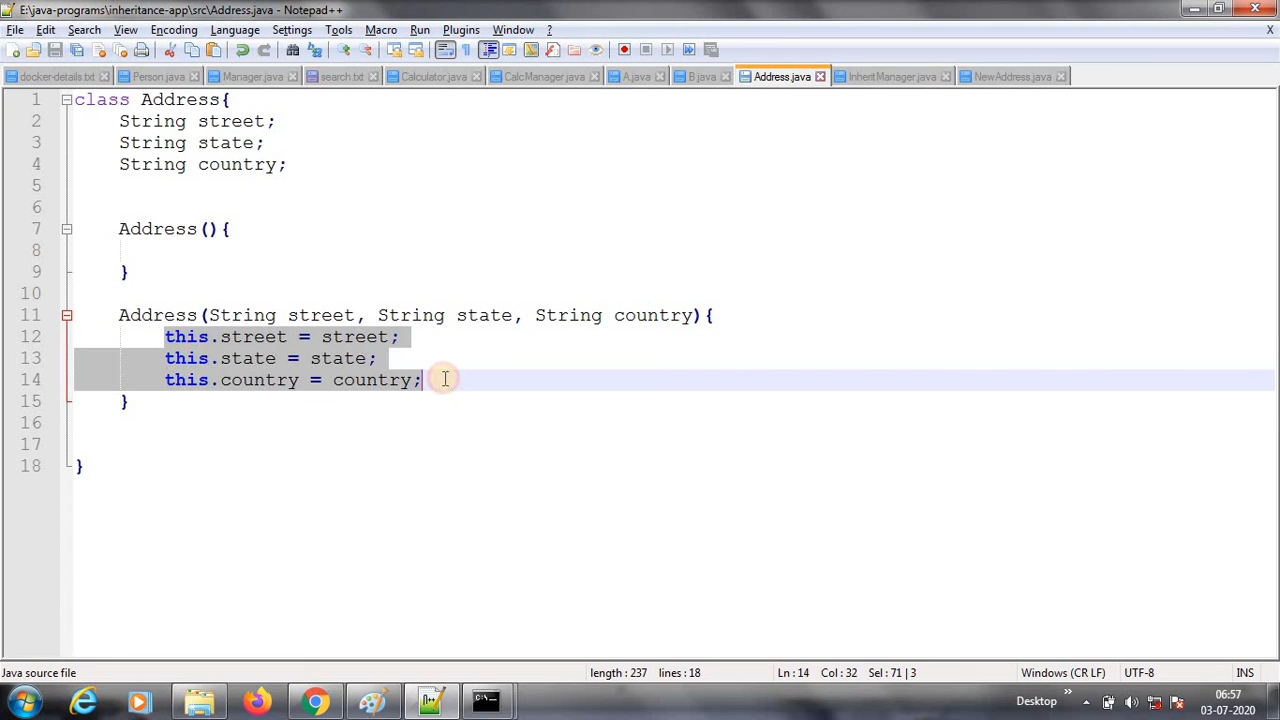 E:\java-programs\inheritance-app\src\Address.java - Notepad++
File Edit Search View Encoding Language Settings Tools Macro Run Plugins Window ? X
docker-details.txt Person.java Manager.java search.txt Calculator.java CalcManager.java A.java B.java Address.java InheritManager.java NewAddress.java
1 class Address{
2 String street;
3 String state;
4 String country;
5
6
7 Address(){
8
9 }
10
11 Address(String street, String state, String country){
12 this.street = street;
13 this.state = state;
14 this.country = country;
15 }
16
17
18 }
Java source file length : 237 lines : 18 Ln : 14 Col : 32 Sel : 71 | 3 Windows (CR LF) UTF-8 INS
Desktop » 06:57
03-07-2020